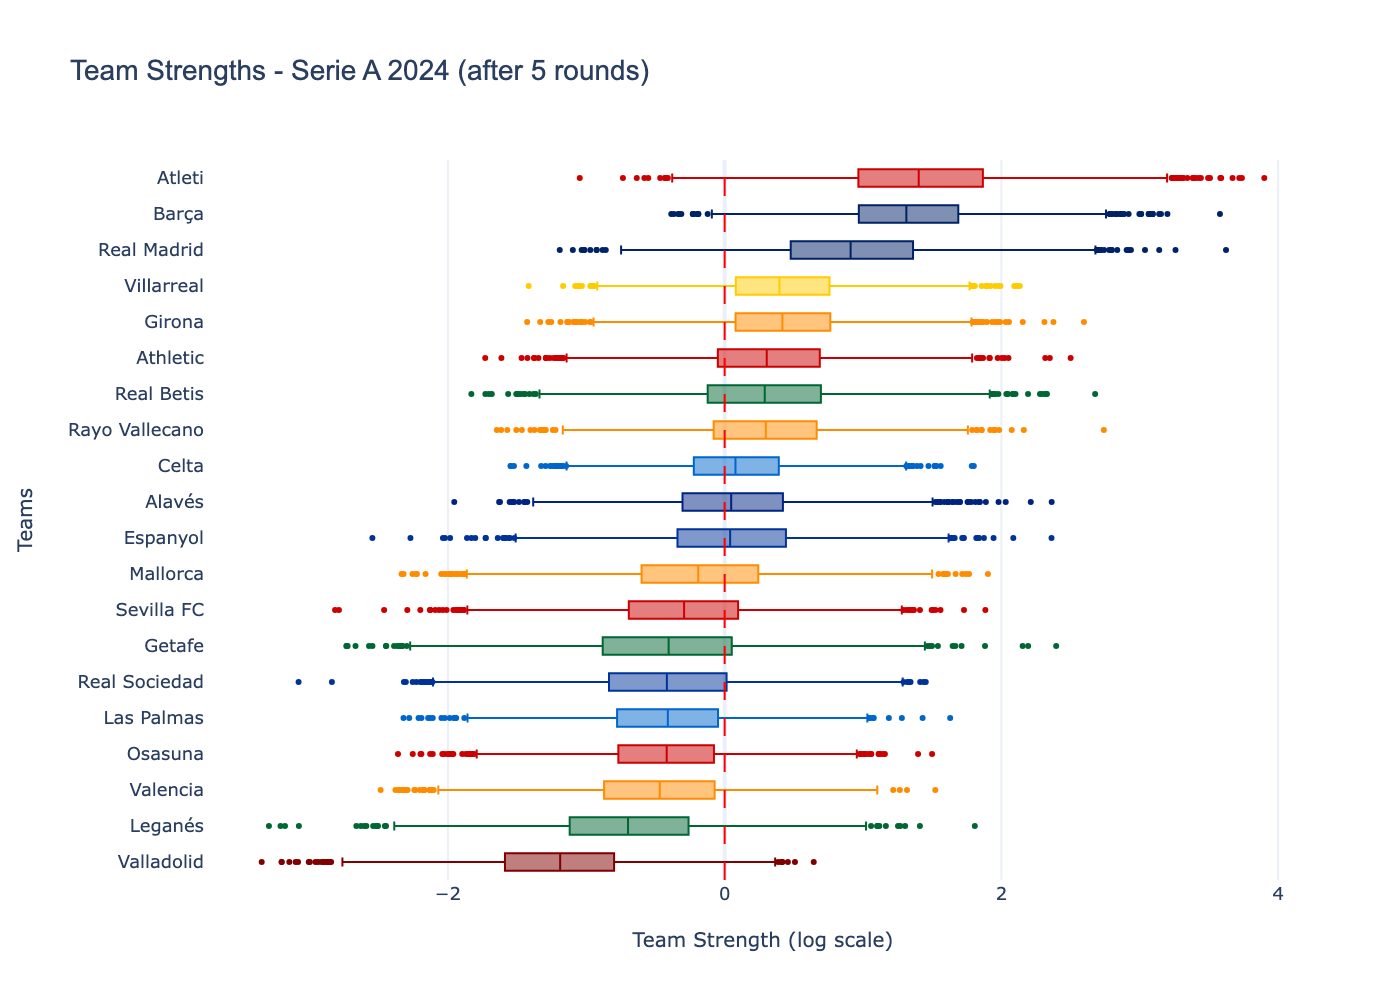 Team Strengths - Serie A 2024 (after 5 rounds)
Atleti
Barça
Real Madrid
Villarreal
Girona
Athletic
Real Betis
Rayo Vallecano
Celta
Alavés
Espanyol
Mallorca
Sevilla FC
Getafe
Real Sociedad
Las Palmas
Osasuna
Valencia
Leganés
Valladolid
Teams
−2 0 2 4
Team Strength (log scale)